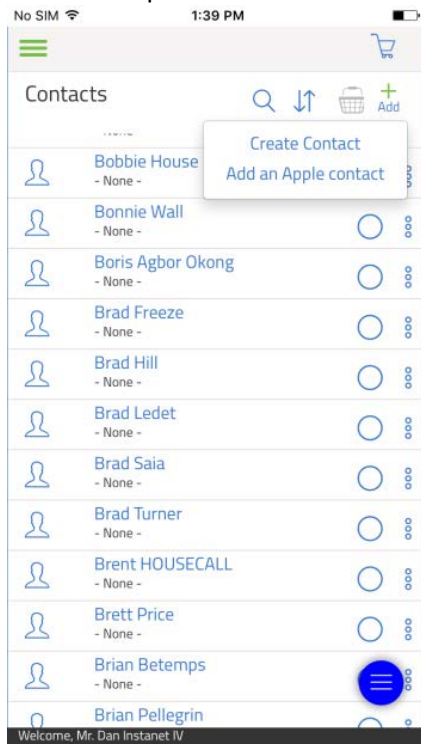 No SIM 1:39 PM
Contacts
Add
Create Contact
Add an Apple contact
Bobbie House
- None -
Bonnie Wall
- None -
Boris Agbor Okong
- None -
Brad Freeze
- None -
Brad Hill
- None -
Brad Ledet
- None -
Brad Saia
- None -
Brad Turner
- None -
Brent HOUSECALL
- None -
Brett Price
- None -
Brian Betemps
- None -
Brian Pellegrin
Welcome, Mr. Dan Instanet IV